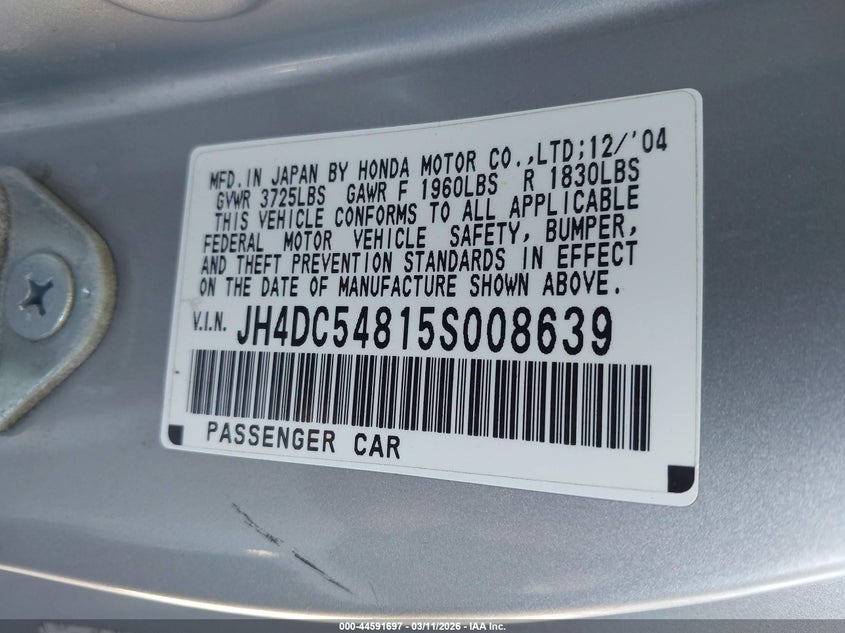 MFD. IN JAPAN BY HONDA MOTOR CO.,LTD;12/'04
GVWR 3725LBS GAWR F 1960LBS R 1830LBS
THIS VEHICLE CONFORMS TO ALL APPLICABLE
FEDERAL MOTOR VEHICLE SAFETY, BUMPER,
AND THEFT PREVENTION STANDARDS IN EFFECT
ON THE DATE OF MANUFACTURE SHOWN ABOVE.
V.I.N. JH4DC54815S008639
PASSENGER CAR
000-44591697 - 03/11/2026 - IAA Inc.